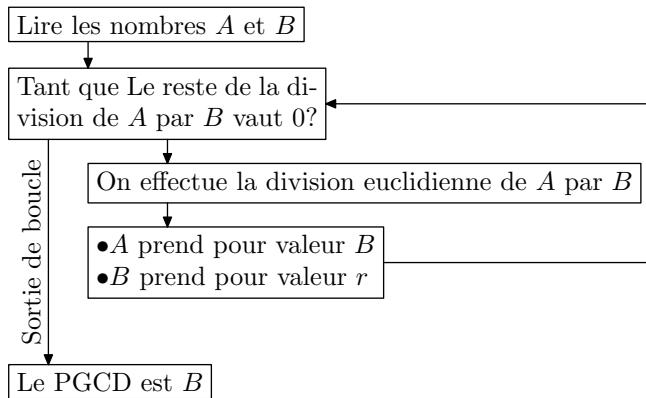 Lire les nombres A et B
Tant que Le reste de la di-
vision de A par B vaut 0?
On effectue la division euclidienne de A par B
●A prend pour valeur B
●B prend pour valeur r
Sortie de boucle
Le PGCD est B